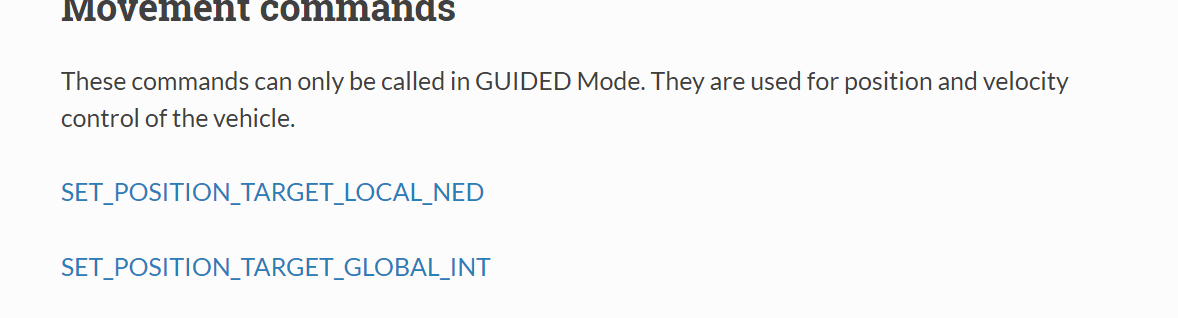 Movement commands
These commands can only be called in GUIDED Mode. They are used for position and velocity
control of the vehicle.
SET_POSITION_TARGET_LOCAL_NED
SET_POSITION_TARGET_GLOBAL_INT